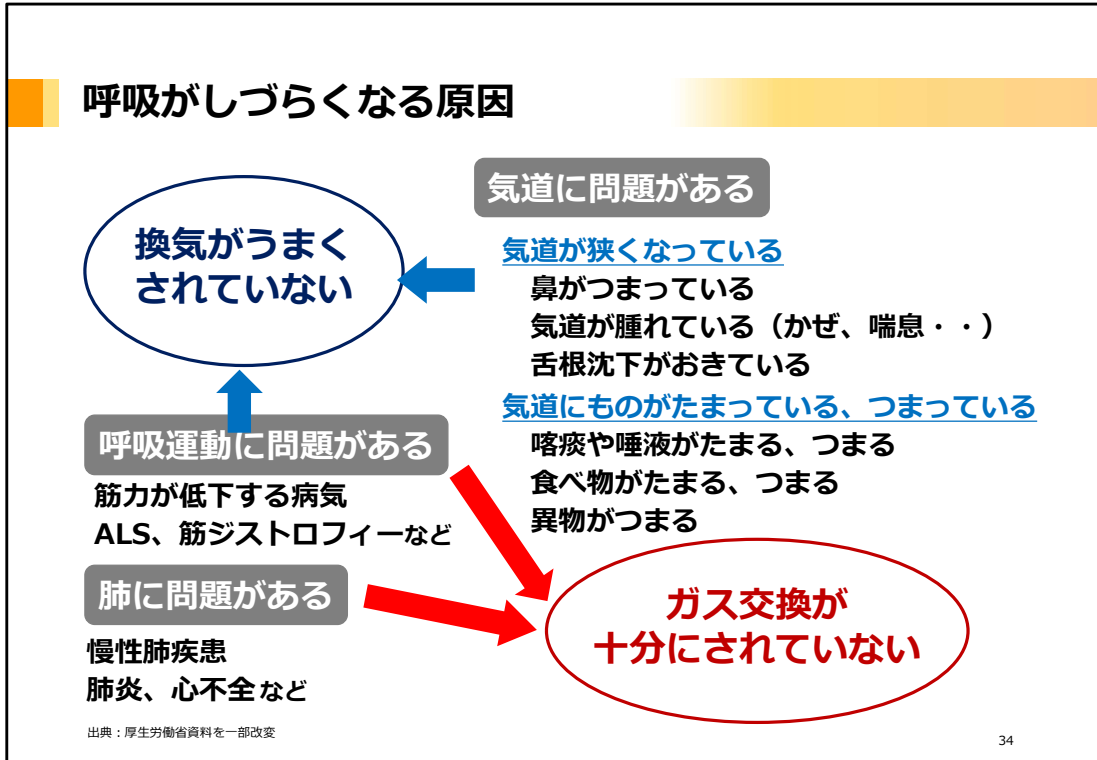 呼吸がしづらくなる原因
換気がうまく
されていない
気道に問題がある
気道が狭くなっている
鼻がつまっている
気道が腫れている（かぜ、喘息・・）
舌根沈下がおきている
気道にものがたまっている、つまっている
喀痰や唾液がたまる、つまる
食べ物がたまる、つまる
異物がつまる
呼吸運動に問題がある
筋力が低下する病気
ALS、筋ジストロフィーなど
肺に問題がある
慢性肺疾患
肺炎、心不全など
ガス交換が
十分にされていない
出典：厚生労働省資料を一部改変
34